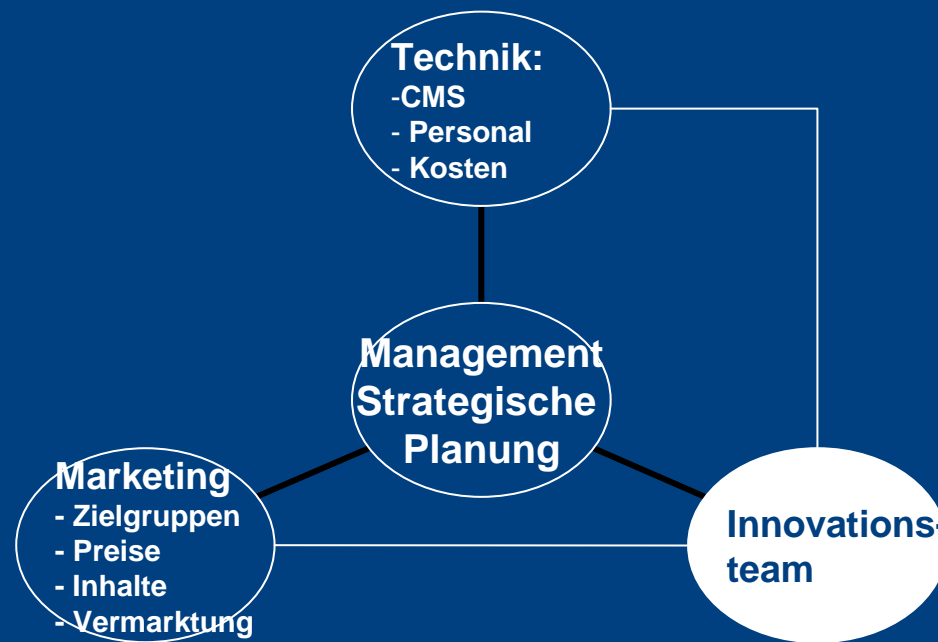 Technik:
-CMS
- Personal
- Kosten
Management
Strategische
Planung
Marketing
- Zielgruppen
- Preise
- Inhalte
- Vermarktung
Innovations-
team